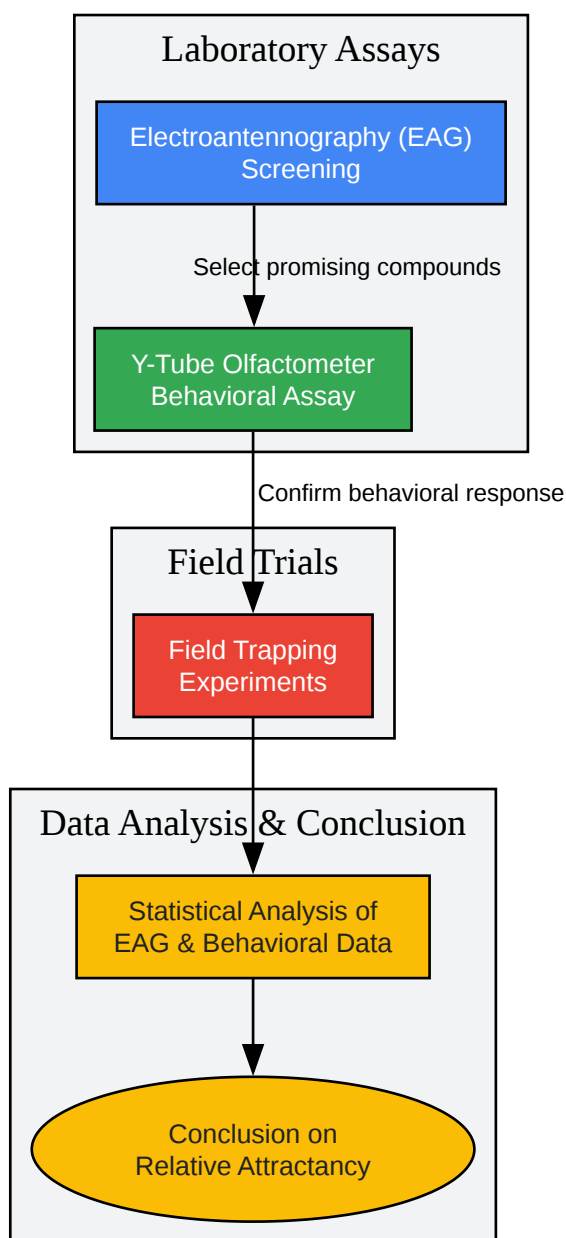 Laboratory Assays
Electroantennography (EAG)
Screening
Select promising compounds
Y-Tube Olfactometer
Behavioral Assay
Confirm behavioral response
Field Trials
Field Trapping
Experiments
Data Analysis & Conclusion
Statistical Analysis of
EAG & Behavioral Data
Conclusion on
Relative Attractancy